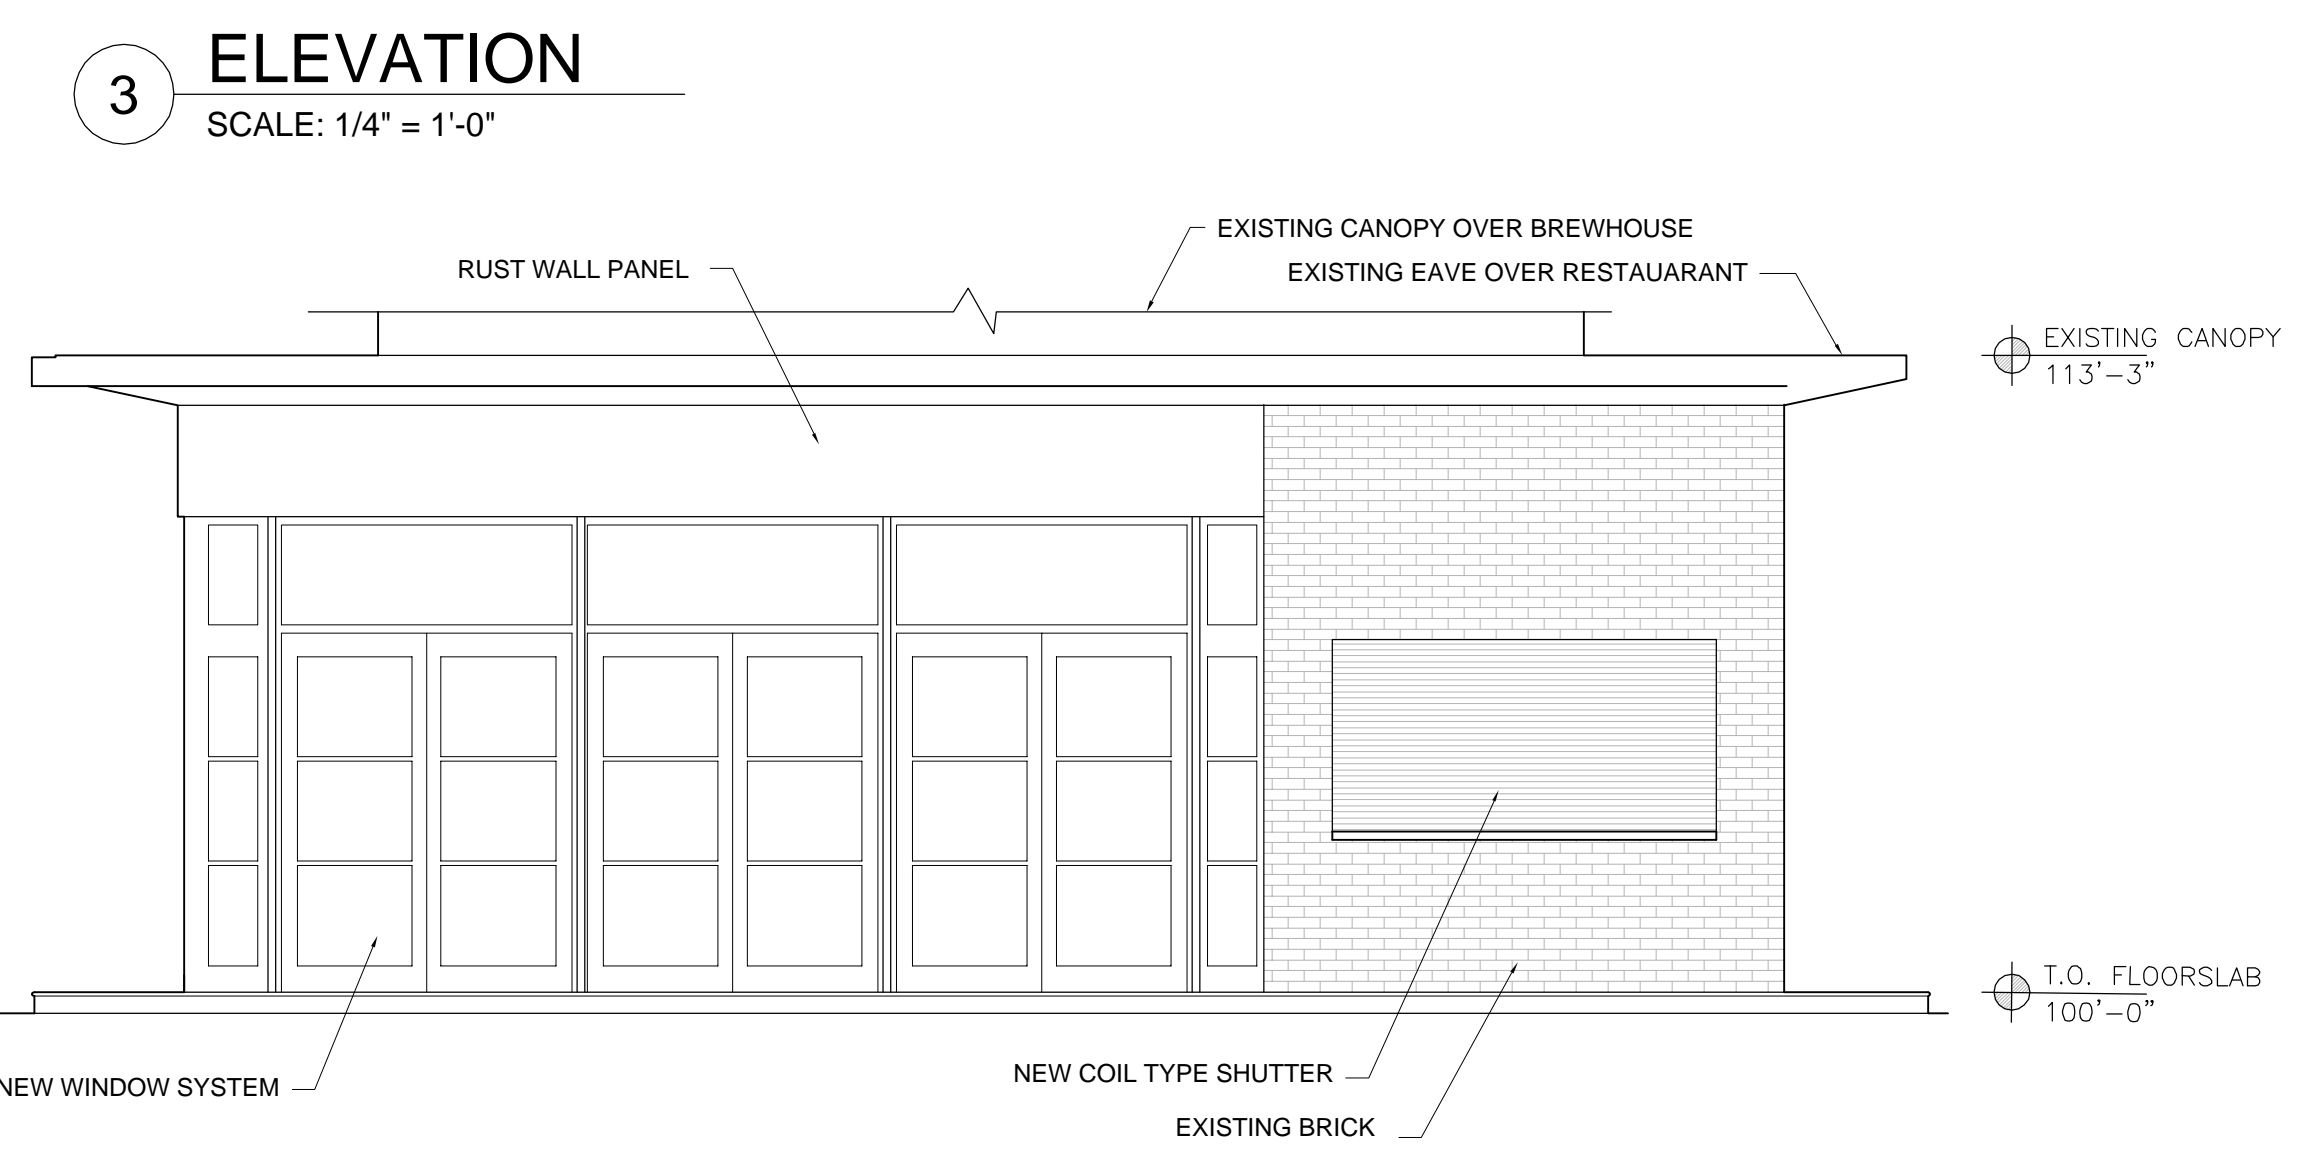 3
ELEVATION
SCALE: 1/4" = 1'-0"
EXISTING CANOPY OVER BREWHOUSE
RUST WALL PANEL
EXISTING EAVE OVER RESTAUARANT
EXISTING CANOPY
113'-3"
T.O. FLOORSLAB
100'-0"
NEW WINDOW SYSTEM
NEW COIL TYPE SHUTTER
EXISTING BRICK